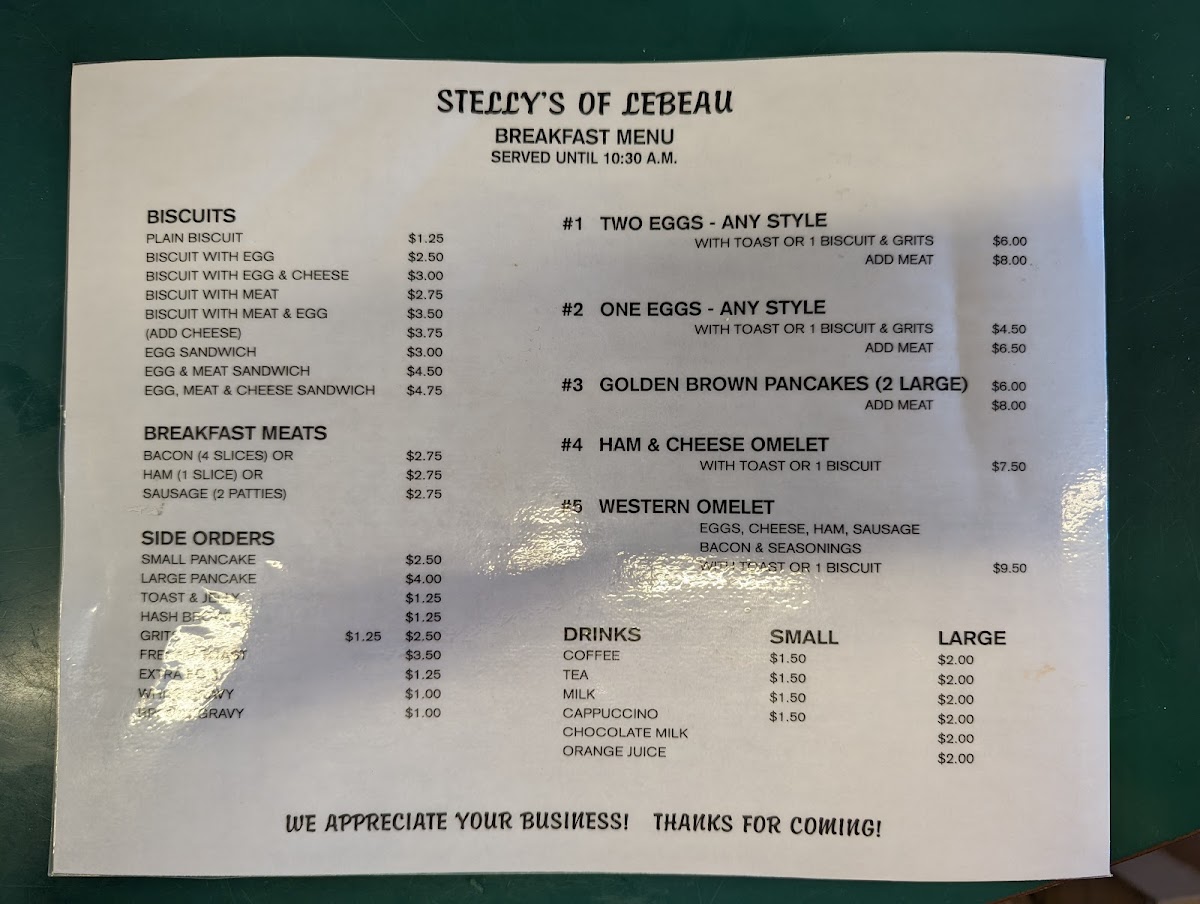 STELLY'S OF LEBEAU
BREAKFAST MENU
SERVED UNTIL 10:30 A.M.
BISCUITS
PLAIN BISCUIT $1.25
BISCUIT WITH EGG $2.50
BISCUIT WITH EGG & CHEESE $3.00
BISCUIT WITH MEAT $2.75
BISCUIT WITH MEAT & EGG $3.50
(ADD CHEESE) $3.75
EGG SANDWICH $3.00
EGG & MEAT SANDWICH $4.50
EGG, MEAT & CHEESE SANDWICH $4.75
BREAKFAST MEATS
BACON (4 SLICES) OR $2.75
HAM (1 SLICE) OR $2.75
SAUSAGE (2 PATTIES) $2.75
SIDE ORDERS
SMALL PANCAKE $2.50
LARGE PANCAKE $4.00
TOAST & JELLY $1.25
HASH $1.25
GRITS $1.25 $2.50
FRENCH TOAST $3.50
EXTRA $1.25
GRAVY $1.00
GRAVY $1.00
#1 TWO EGGS - ANY STYLE
WITH TOAST OR 1 BISCUIT & GRITS $6.00
ADD MEAT $8.00
#2 ONE EGGS - ANY STYLE
WITH TOAST OR 1 BISCUIT & GRITS $4.50
ADD MEAT $6.50
#3 GOLDEN BROWN PANCAKES (2 LARGE) $6.00
ADD MEAT $8.00
#4 HAM & CHEESE OMELET
WITH TOAST OR 1 BISCUIT $7.50
#5 WESTERN OMELET
EGGS, CHEESE, HAM, SAUSAGE
BACON & SEASONINGS
WITH TOAST OR 1 BISCUIT $9.50
DRINKS SMALL LARGE
COFFEE $1.50 $2.00
TEA $1.50 $2.00
MILK $1.50 $2.00
CAPPUCCINO $1.50 $2.00
CHOCOLATE MILK $2.00
ORANGE JUICE $2.00
WE APPRECIATE YOUR BUSINESS! THANKS FOR COMING!